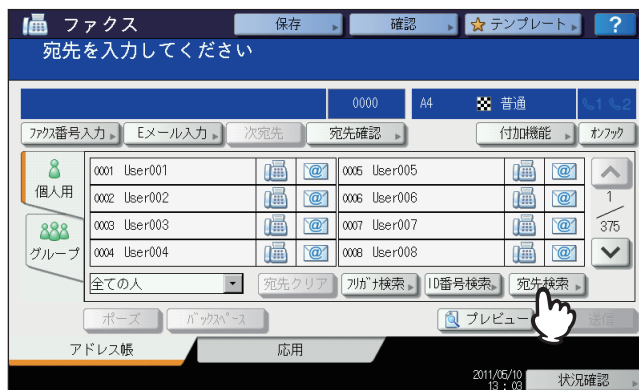 ファクス 保存 確認 テンプレート ?
宛先を入力してください
0000 A4 普通 1 2
ファクス番号入力 Eメール入力 次宛先 宛先確認 付加機能 オンフック
個人用
グループ
0001 User001 0005 User005
0002 User002 0006 User006
0003 User003 0007 User007
0004 User004 0008 User008
1
375
全ての人 宛先クリア フリガナ検索 ID番号検索 宛先検索
ポーズ バックスペース プレビュー 送信
アドレス帳 応用
2011/05/10
13 : 03
状況確認